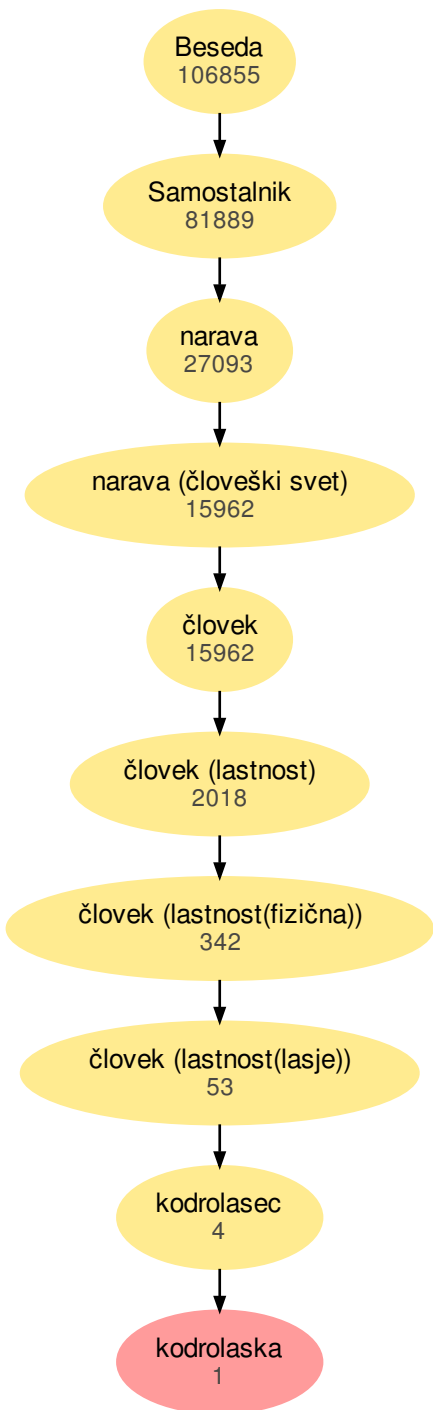 Beseda
106855
Samostalnik
81889
narava
27093
narava (človeški svet)
15962
človek
15962
človek (lastnost)
2018
človek (lastnost(fizična))
342
človek (lastnost(lasje))
53
kodrolasec
4
kodrolaska
1